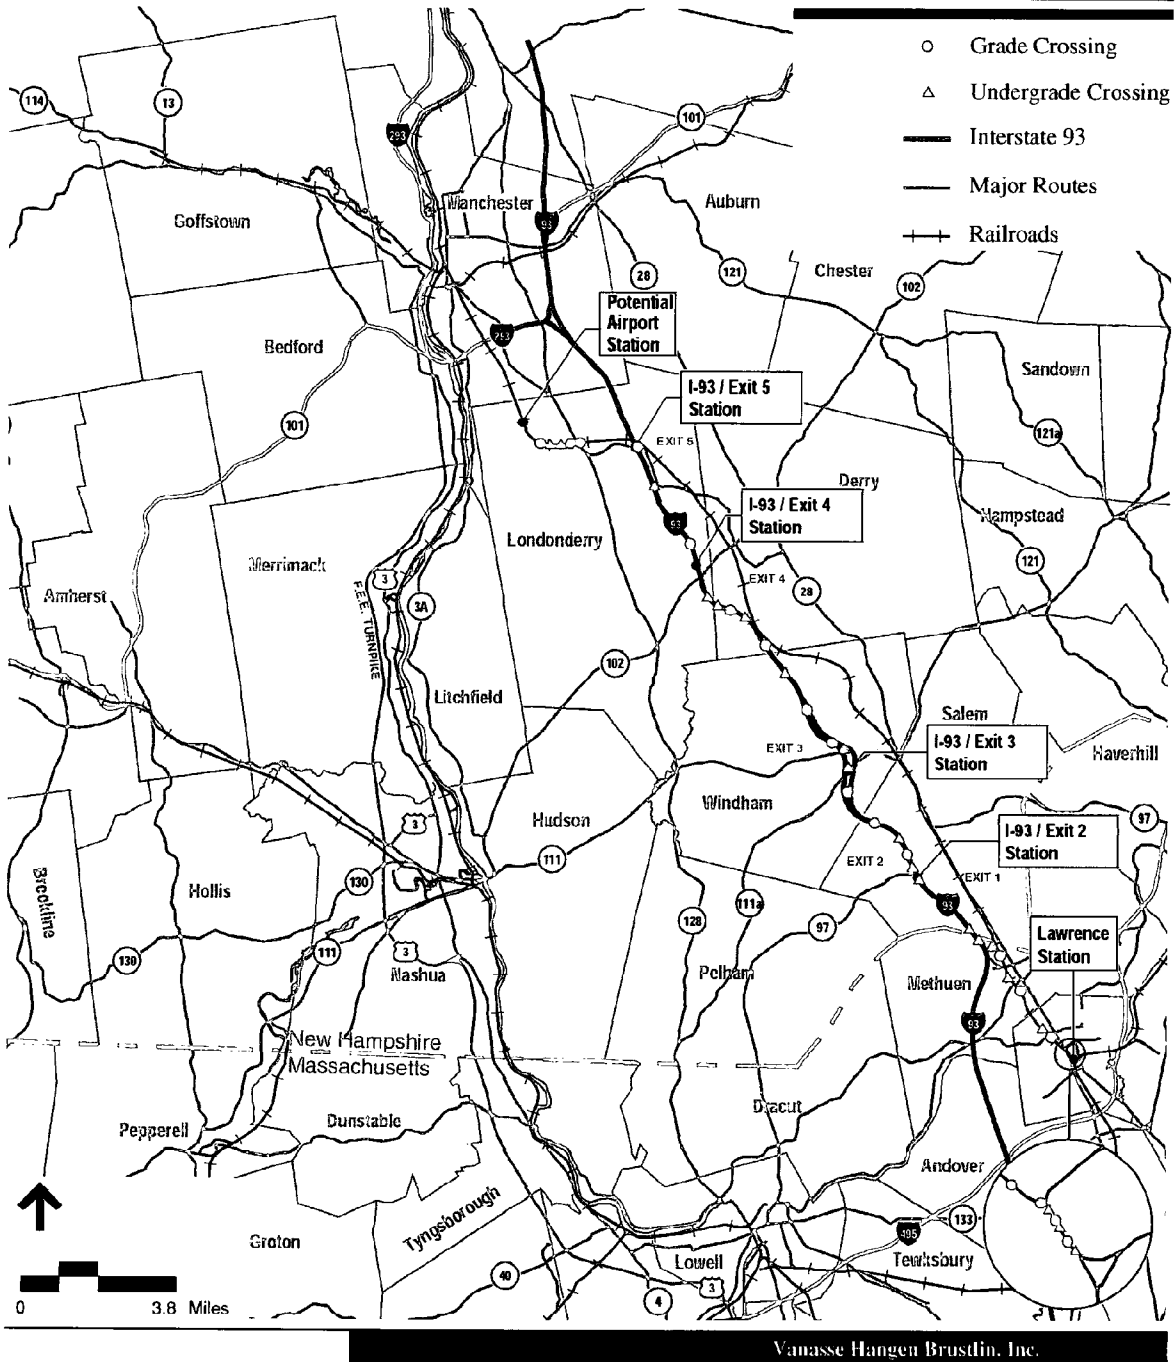 Grade Crossing
Undergrade Crossing
Interstate 93
Major Routes
Railroads
114
13
293
101
Manchester
Auburn
Goffstown
93
28
121
Chester
102
Potential
Airport
Station
293
Bedford
Sandown
I-93 / Exit 5
Station
101
EXIT 5
121a
Derry
I-93 / Exit 4
Station
Hampstead
93
Londonderry
Merrimack
121
3
EXIT 4
28
Amherst
3A
F.E.E. TURNPIKE
102
Litchfield
Salem
I-93 / Exit 3
Station
EXIT 3
Haverhill
Windham
Hudson
3
97
I-93 / Exit 2
Station
111
EXIT 2
EXIT 1
130
Hollis
Brookline
111a
93
128
97
Lawrence
Station
3
111
130
Nashua
Pelham
Methuen
93
New Hampshire
Massachusetts
Dracut
Dunstable
Pepperell
Andover
Tyngsborough
133
495
Groton
Lowell
Tewksbury
40
3
4
0 3.8 Miles
Vanasse Hangen Brustlin, Inc.